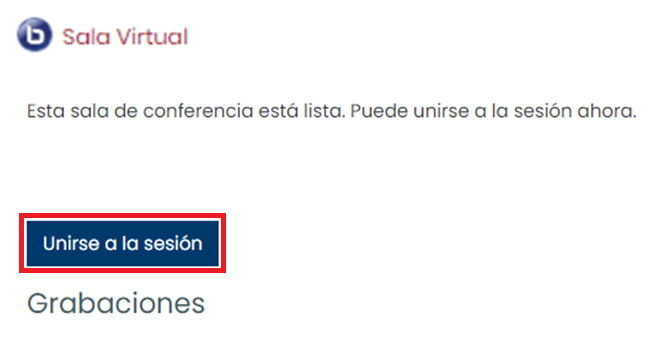 b Sala Virtual
Esta sala de conferencia está lista. Puede unirse a la sesión ahora.
Unirse a la sesión
Grabaciones